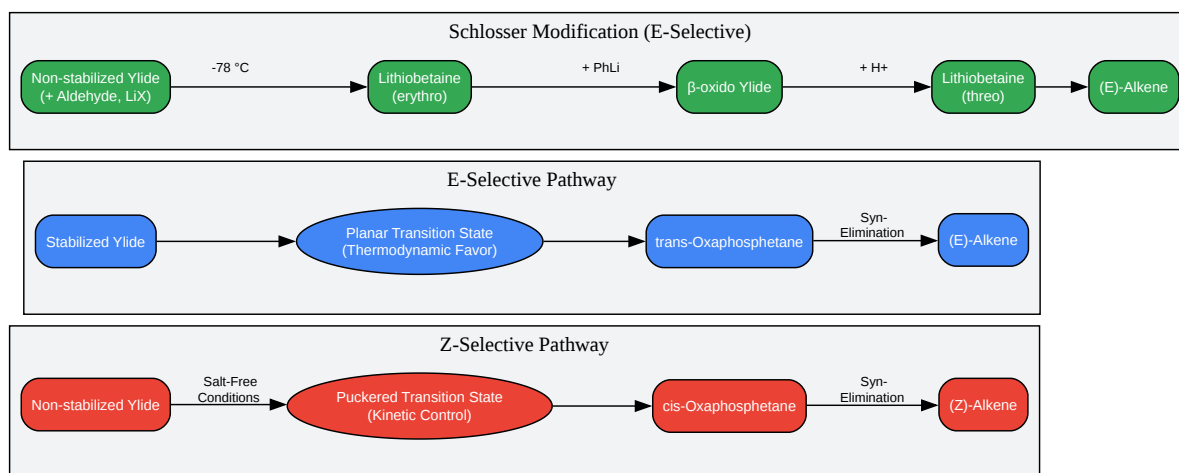 Schlosser Modification (E-Selective)
Non-stabilized Ylide
(+ Aldehyde, LiX)
-78 °C
Lithiobetaine
(erythro)
+ PhLi
β-oxido Ylide
+ H+
Lithiobetaine
(threo)
(E)-Alkene
E-Selective Pathway
Stabilized Ylide
Planar Transition State
(Thermodynamic Favor)
trans-Oxaphosphetane
Syn-
Elimination
(E)-Alkene
Z-Selective Pathway
Non-stabilized Ylide
Salt-Free
Conditions
Puckered Transition State
(Kinetic Control)
cis-Oxaphosphetane
Syn-
Elimination
(Z)-Alkene